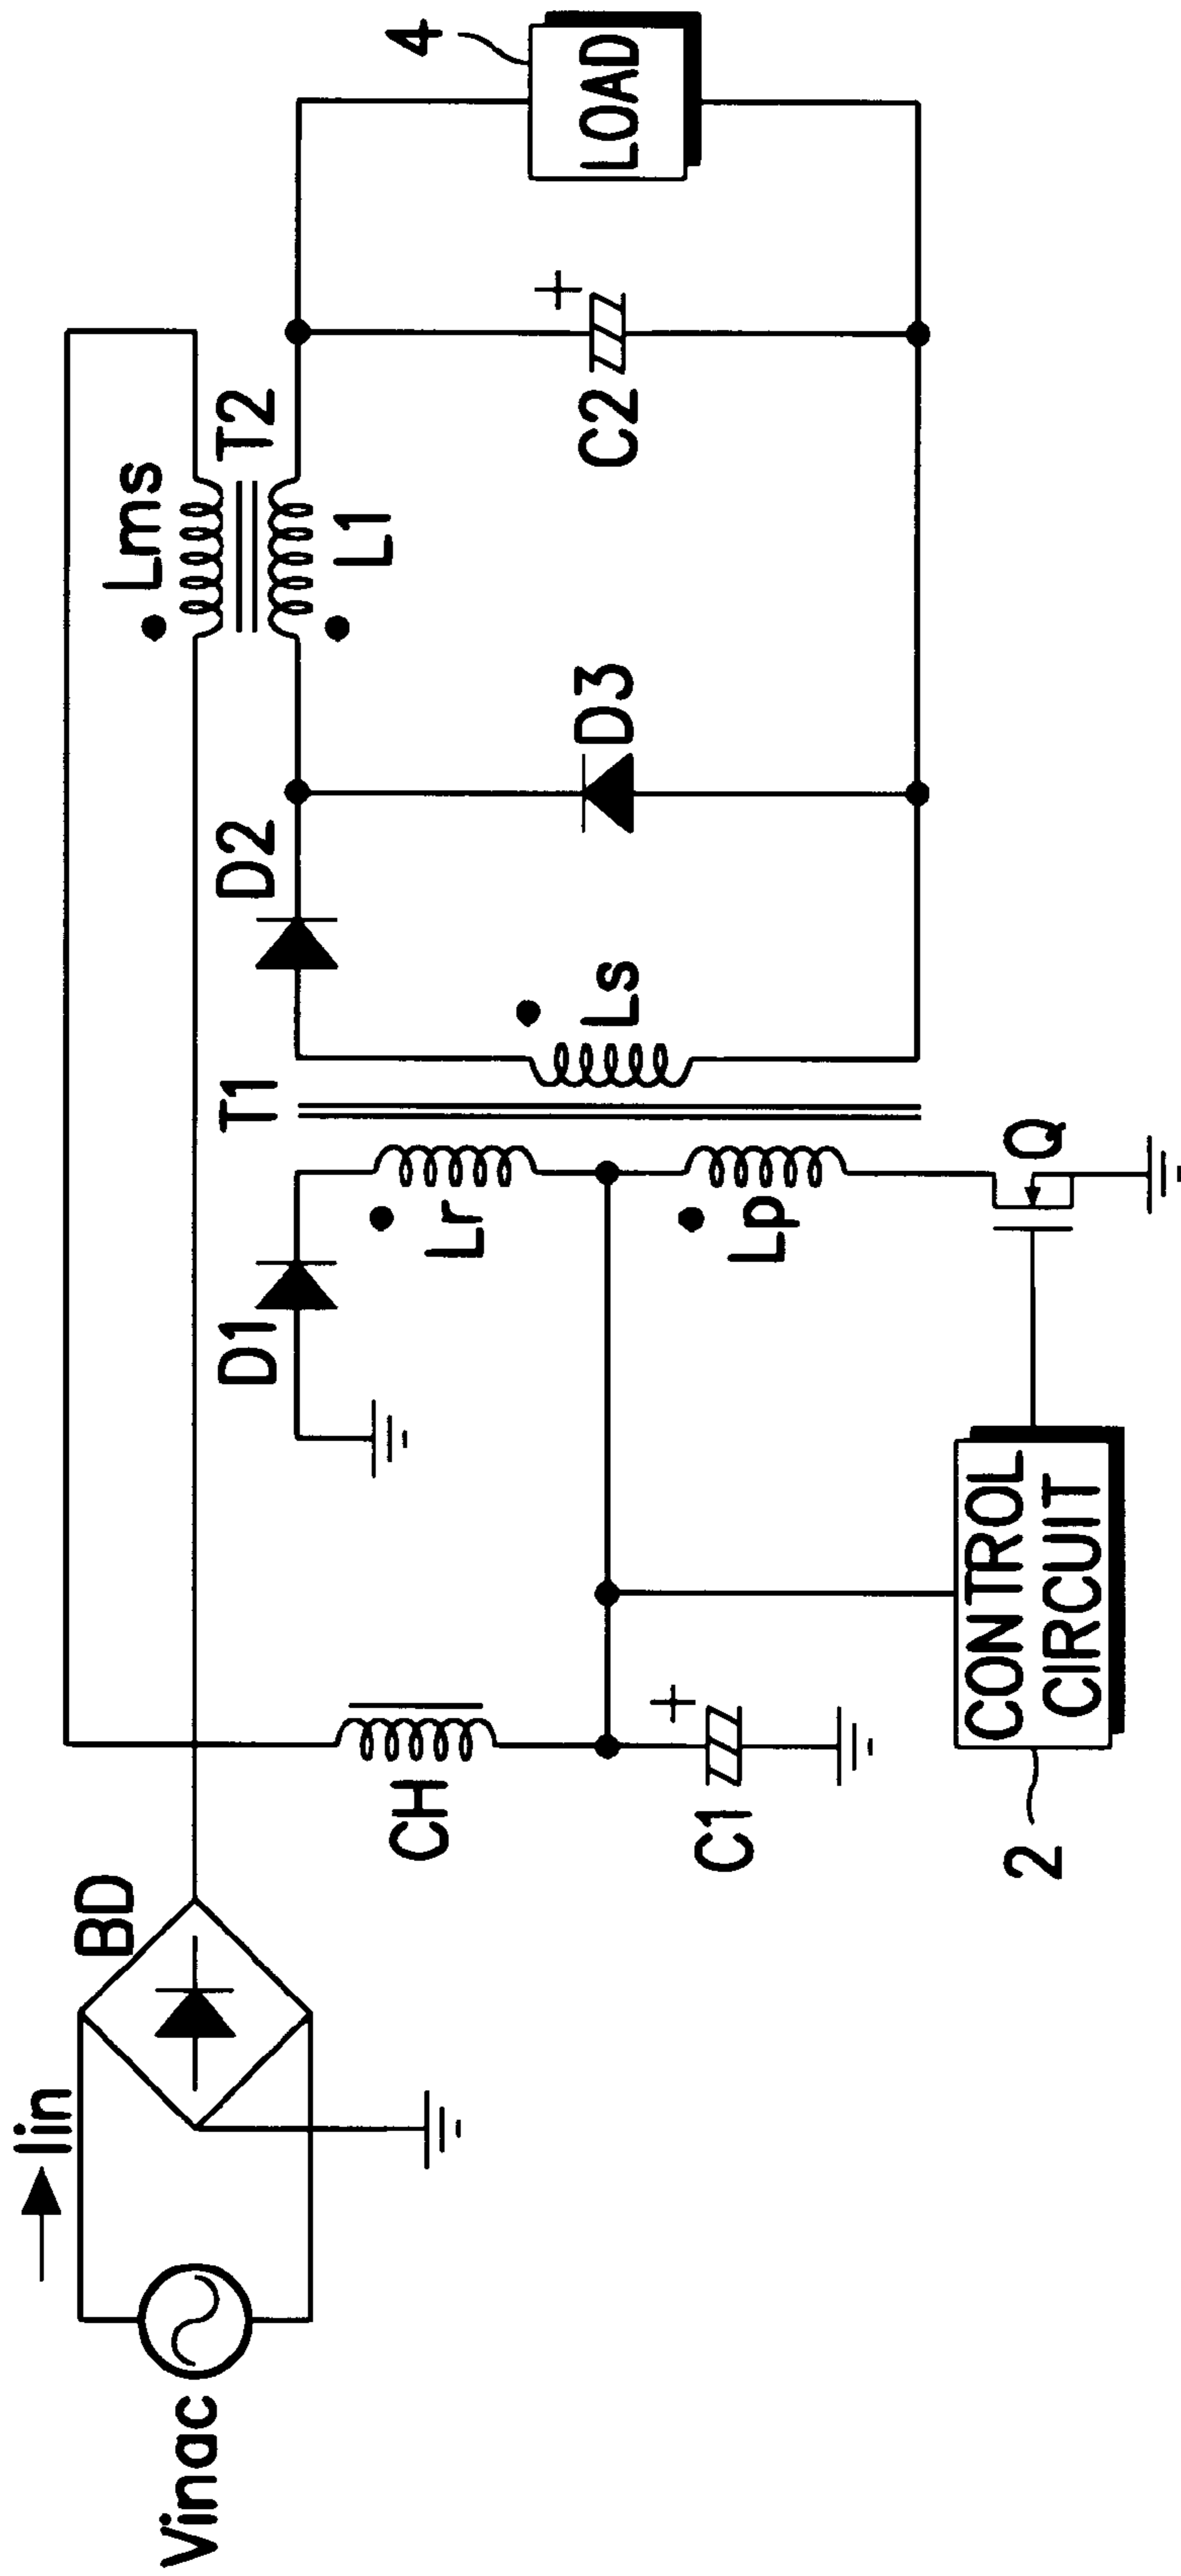 Vinac
Iin
BD
CH
C1
2
CONTROL
CIRCUIT
D1
Lr
Lp
Q
T1
Ls
D2
D3
Lms
T2
L1
C2
+
+
4
LOAD